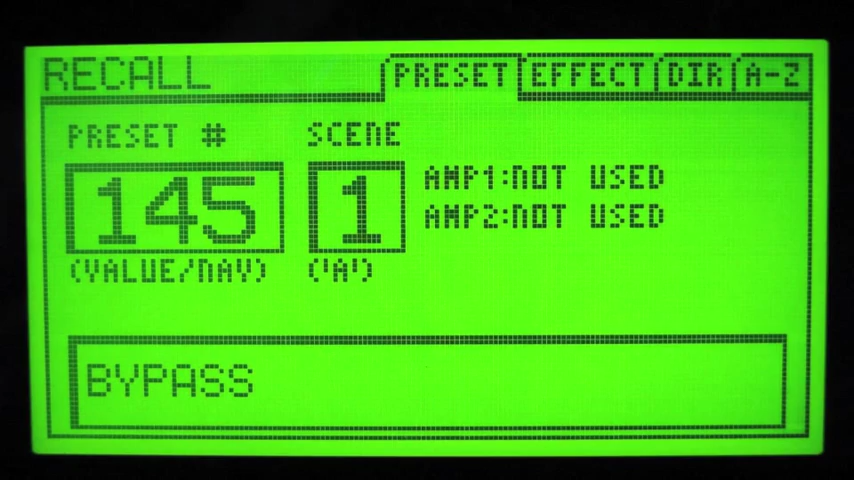 RECALL PRESET EFFECT DIR A-Z
PRESET # SCENE
145 1 AMP1:NOT USED
AMP2:NOT USED
(VALUE/NAV) ('A')
BYPASS